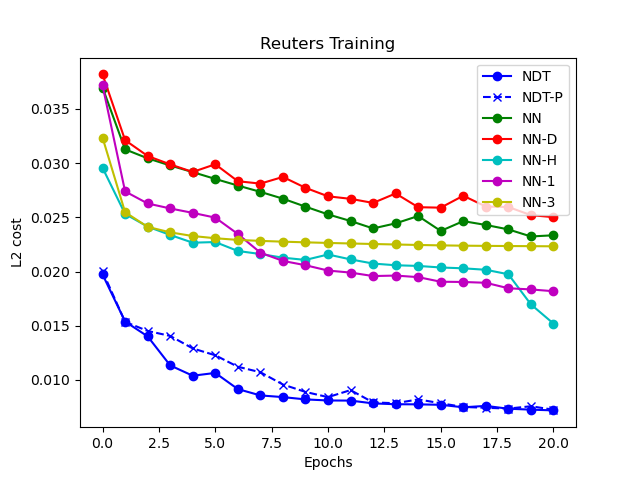 Reuters Training
L2 cost
0.035
0.030
0.025
0.020
0.015
0.010
NDT
NDT-P
NN
NN-D
NN-H
NN-1
NN-3
0.0 2.5 5.0 7.5 10.0 12.5 15.0 17.5 20.0
Epochs